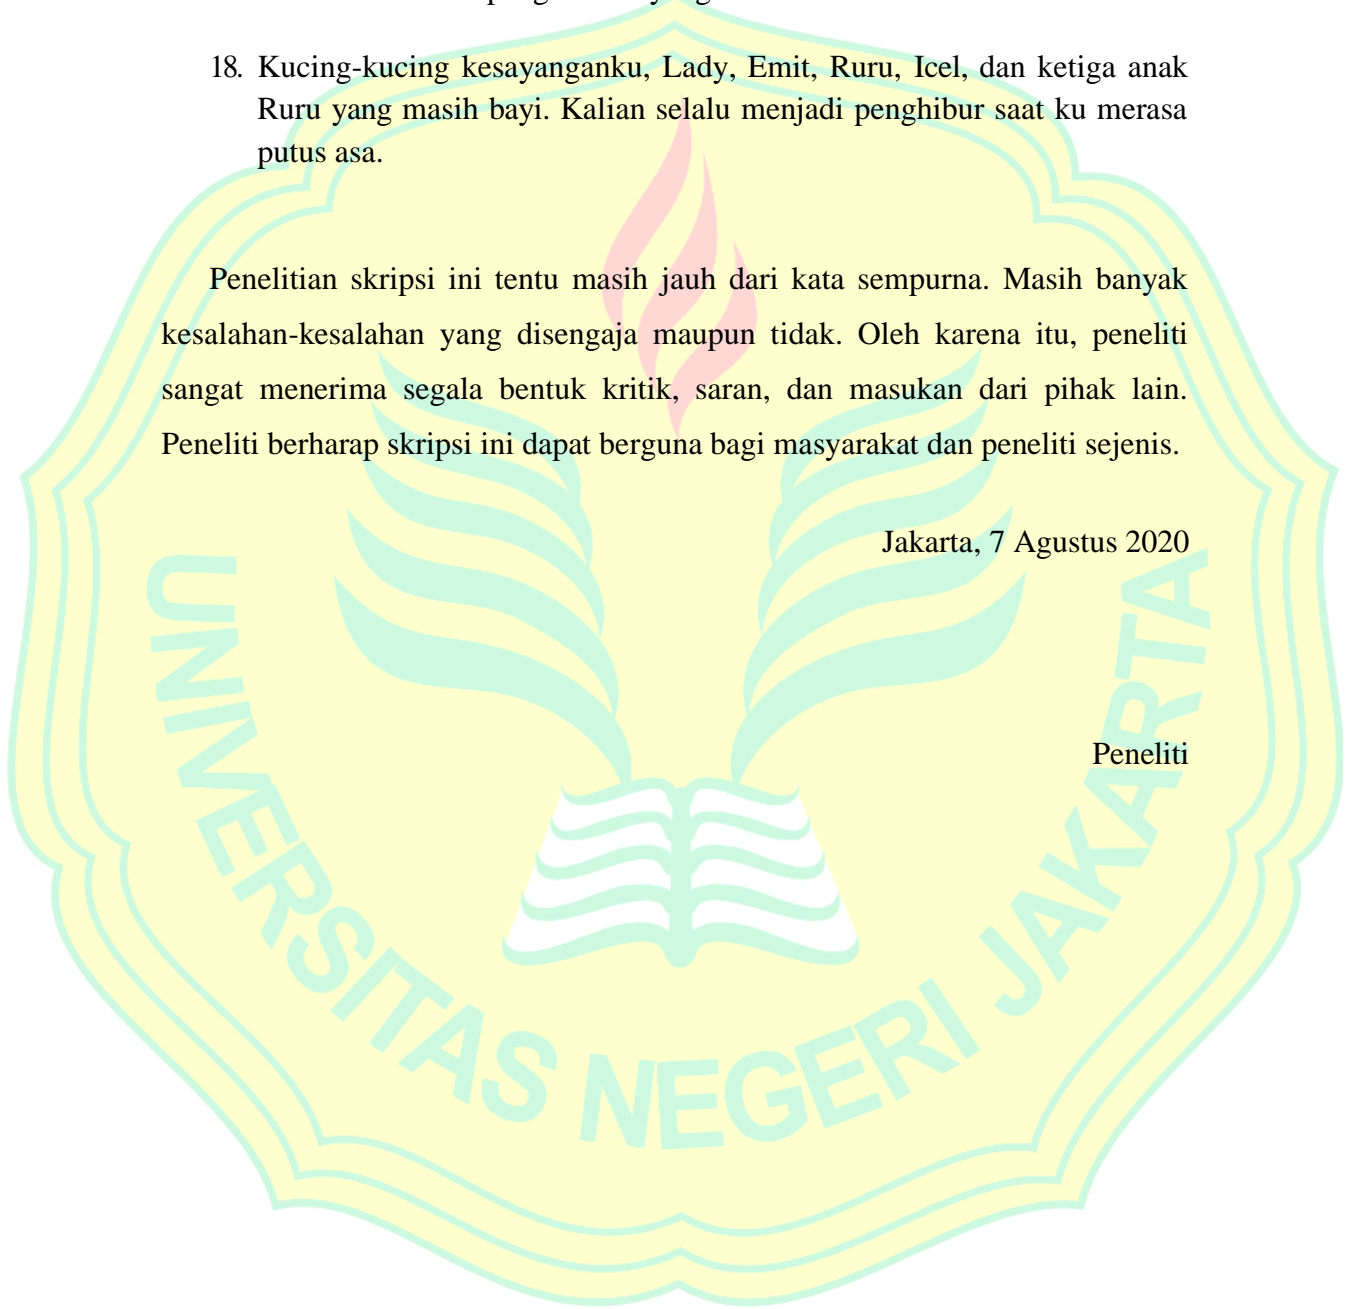 18. Kucing-kucing kesayanganku, Lady, Emit, Ruru, Icel, dan ketiga anak
Ruru yang masih bayi. Kalian selalu menjadi penghibur saat ku merasa
putus asa.
Penelitian skripsi ini tentu masih jauh dari kata sempurna. Masih banyak
kesalahan-kesalahan yang disengaja maupun tidak. Oleh karena itu, peneliti
sangat menerima segala bentuk kritik, saran, dan masukan dari pihak lain.
Peneliti berharap skripsi ini dapat berguna bagi masyarakat dan peneliti sejenis.
Jakarta, 7 Agustus 2020
Peneliti
UNIVERSITAS NEGERI JAKARTA